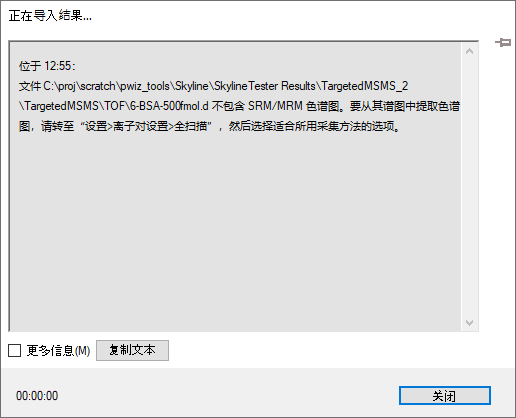 正在导入结果...
位于 12:55:
文件 C:\proj\scratch\pwiz_tools\Skyline\SkylineTester Results\TargetedMSMS_2
\TargetedMSMS\TOF\6-BSA-500fmol.d 不包含 SRM/MRM 色谱图。要从其谱图中提取色谱
图，请转至“设置>离子对设置>全扫描”，然后选择适合所用采集方法的选项。
更多信息(M) 复制文本
00:00:00 关闭